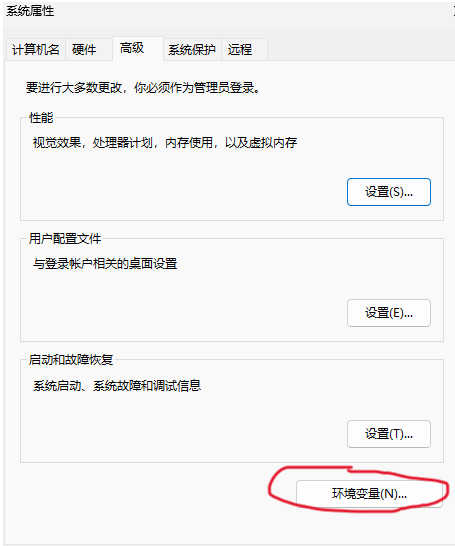 系统属性
计算机名 硬件 高级 系统保护 远程
要进行大多数更改，你必须作为管理员登录。
性能
视觉效果，处理器计划，内存使用，以及虚拟内存
设置(S)...
用户配置文件
与登录帐户相关的桌面设置
设置(E)...
启动和故障恢复
系统启动、系统故障和调试信息
设置(T)...
环境变量(N)...